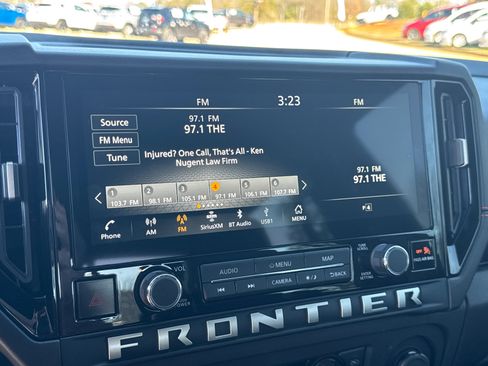 FM
3:23
FM
Source
97.1 FM
97.1 THE
FM Menu
Tune
Injured? One Call, That's All - Ken
Nugent Law Firm
97.1 FM
97.1 THE
1 2 3 4 5 6
103.7 FM 98.1 FM 105.1 FM 97.1 FM 106.1 FM 107.7 FM
Phone AM FM SiriusXM BT Audio USB1 MENU
VOL
AUDIO
MENU
MAP
TUNE
SCROLL
OFF
PASS AIR BAG
CAMERA
BACK
ENTER
SETTING
POWER
FRONTIER